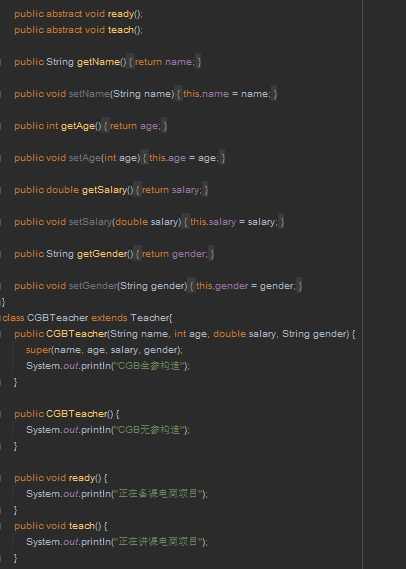 public abstract void ready();
public abstract void teach();
public String getName() { return name; }
public void setName(String name) { this.name = name; }
public int getAge() { return age; }
public void setAge(int age) { this.age = age; }
public double getSalary() { return salary; }
public void setSalary(double salary) { this.salary = salary; }
public String getGender() { return gender; }
public void setGender(String gender) { this.gender = gender; }
}
class CGBTeacher extends Teacher{
public CGBTeacher(String name, int age, double salary, String gender) {
super(name, age, salary, gender);
System.out.println("CGB全参构造");
}
public CGBTeacher() {
System.out.println("CGB无参构造");
}
public void ready() {
System.out.println("正在备课电商项目");
}
public void teach() {
System.out.println("正在讲课电商项目");
}